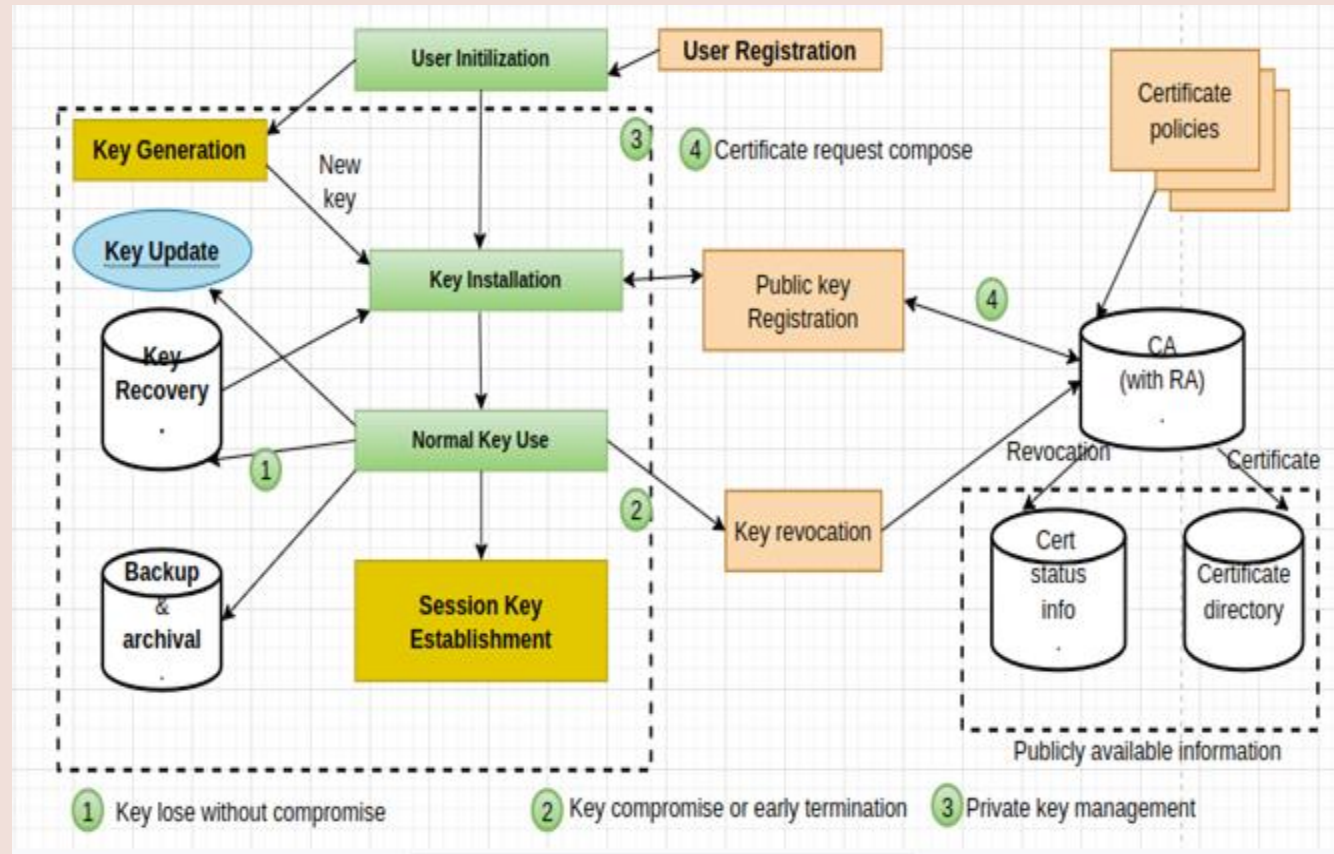 User Initilization
User Registration
Certificate
policies
Key Generation
3
4 Certificate request compose
New
key
Key Update
Key Installation
Public key
Registration
4
Key
Recovery
.
CA
(with RA)
.
Normal Key Use
1
Revocation
Certificate
2
Key revocation
Cert
status
info
.
Certificate
directory
Backup
&
archival
.
Session Key
Establishment
Publicly available information
1 Key lose without compromise
2 Key compromise or early termination
3 Private key management